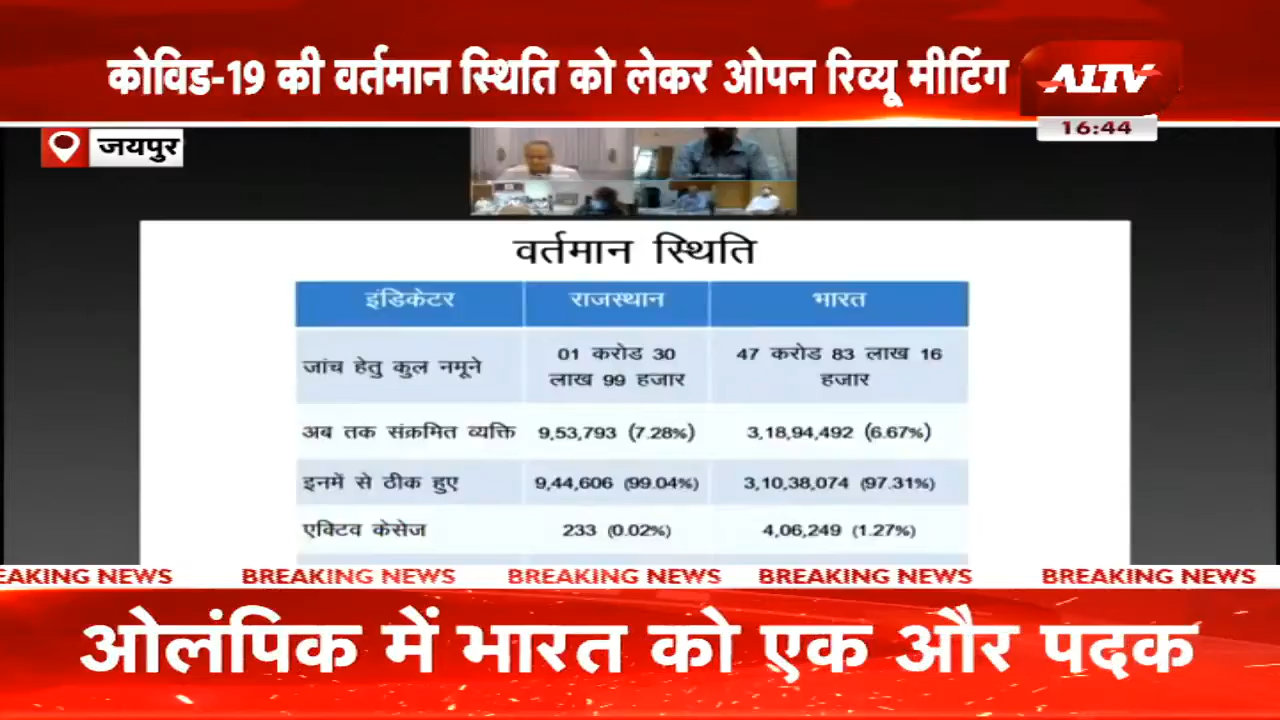 कोविड-19 की वर्तमान स्थिति को लेकर ओपन रिव्यू मीटिंग
ALTV
16:44
जयपुर
वर्तमान स्थिति
इंडिकेटर राजस्थान भारत
जांच हेतु कुल नमूने 01 करोड 30 लाख 99 हजार 47 करोड 83 लाख 16 हजार
अब तक संक्रमित व्यक्ति 9,53,793 (7.28%) 3,18,94,492 (6.67%)
इनमें से ठीक हुए 9,44,606 (99.04%) 3,10,38,074 (97.31%)
एक्टिव केसेज 233 (0.02%) 4,06,249 (1.27%)
EAKING NEWS BREAKING NEWS BREAKING NEWS BREAKING NEWS BREAKING NEWS
ओलंपिक में भारत को एक और पदक